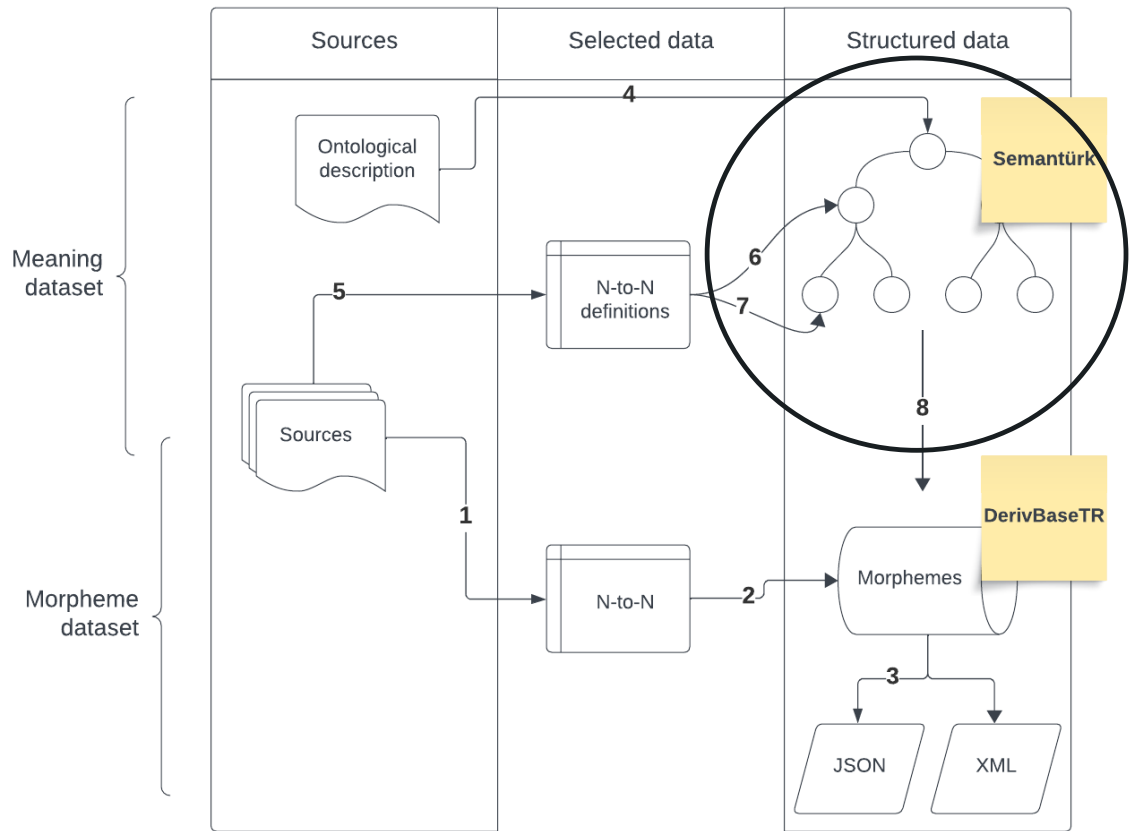 Sources
Selected data
Structured data
4
Ontological
description
Semantürk
Meaning
dataset
6
5
N-to-N
definitions
7
8
Sources
1
DerivBaseTR
Morphemes
Morpheme
dataset
N-to-N
2
3
JSON
XML